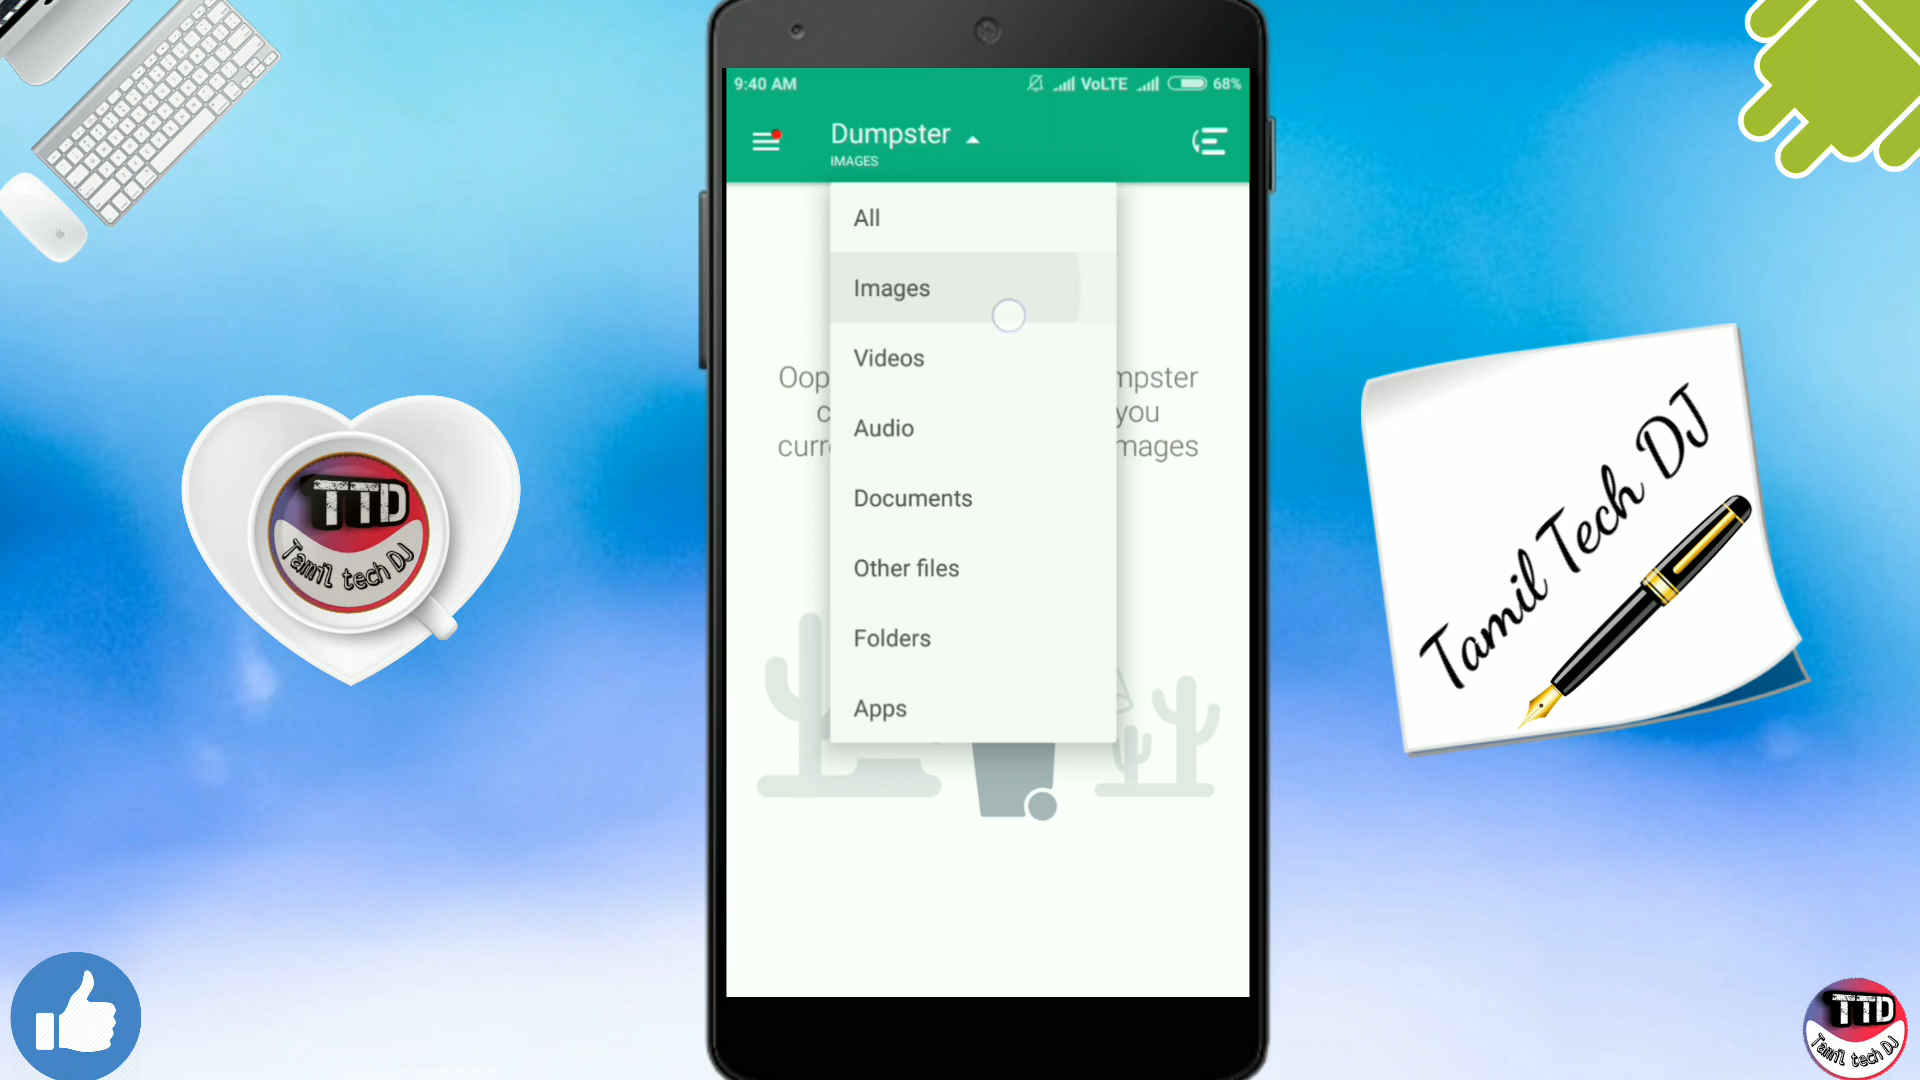 9:40 AM
VoLTE
68%
Dumpster
IMAGES
All
Images
Videos
Audio
Documents
Other files
Folders
Apps
Oop
mpster
c
you
curr
mages
TTD
Tamil tech DJ
Tamil Tech DJ
TTD
Tamil tech DJ